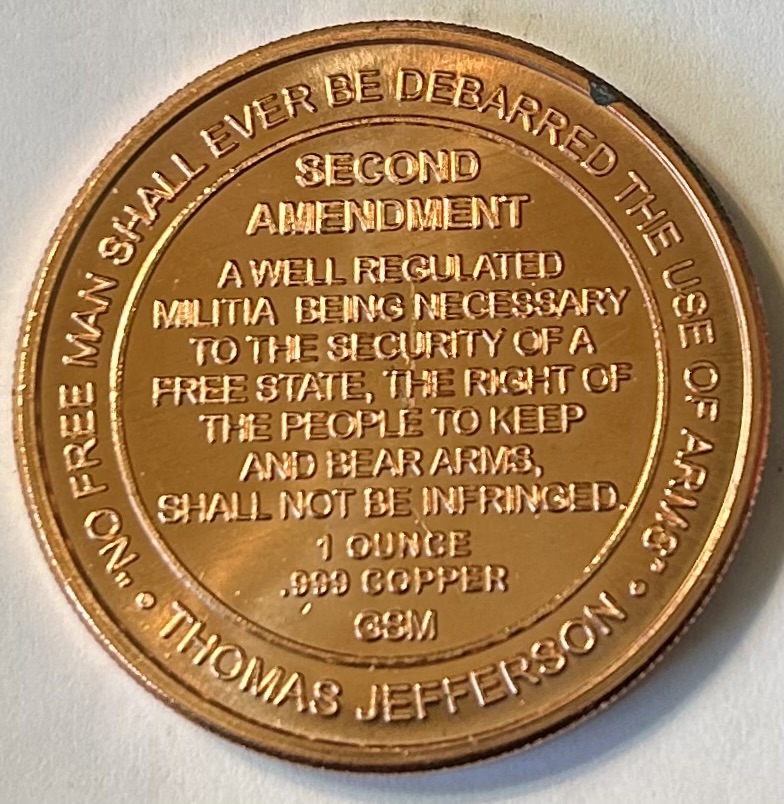 "NO FREE MAN SHALL EVER BE DEBARRED THE USE OF ARMS"
• THOMAS JEFFERSON •
SECOND
AMENDMENT
A WELL REGULATED
MILITIA BEING NECESSARY
TO THE SECURITY OF A
FREE STATE, THE RIGHT OF
THE PEOPLE TO KEEP
AND BEAR ARMS,
SHALL NOT BE INFRINGED.
1 OUNCE
.999 COPPER
GSM